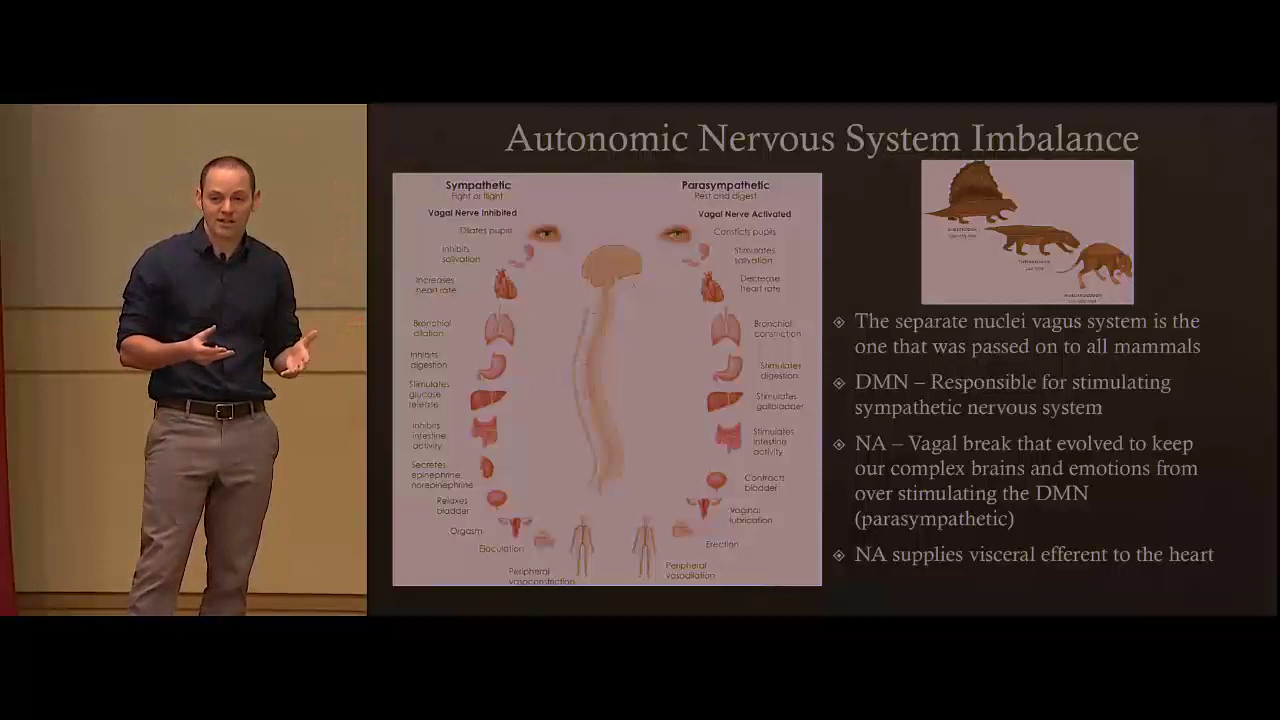 Autonomic Nervous System Imbalance
Sympathetic
Fight or flight
Vagal Nerve Inhibited
Dilates pupil
Inhibits
salivation
Increases
heart rate
Bronchial
dilation
Inhibits
digestion
Stimulates
glucose
release
Inhibits
intestine
activity
Secretes
epinephrine,
norepinephrine
Relaxes
bladder
Orgasm
Ejaculation
Peripheral
vasoconstriction
Parasympathetic
Rest and digest
Vagal Nerve Activated
Constricts pupils
Stimulates
salivation
Decrease
heart rate
Bronchial
constriction
Stimulates
digestion
Stimulates
gallbladder
Stimulates
intestine
activity
Contracts
bladder
Vaginal
lubrication
Erection
Peripheral
vasodilation
The separate nuclei vagus system is the
one that was passed on to all mammals
DMN – Responsible for stimulating
sympathetic nervous system
NA – Vagal break that evolved to keep
our complex brains and emotions from
over stimulating the DMN
(parasympathetic)
NA supplies visceral efferent to the heart